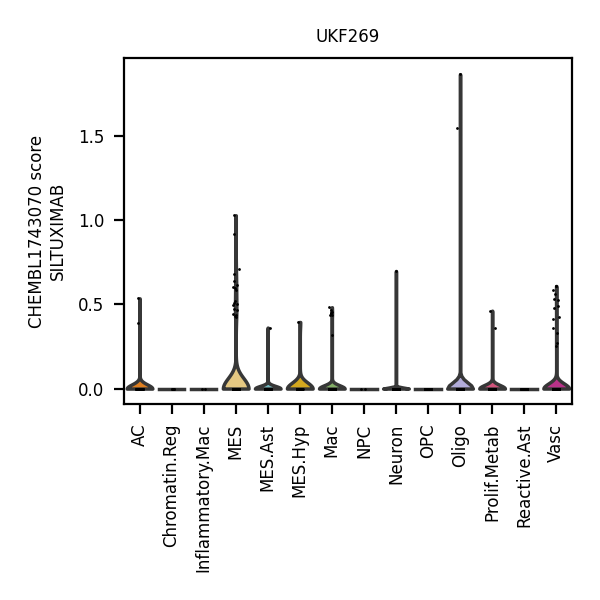 UKF269
CHEMBL1743070 score
SILTUXIMAB
1.5
1.0
0.5
0.0
AC
Chromatin.Reg
Inflammatory.Mac
MES
MES.Ast
MES.Hyp
Mac
NPC
Neuron
OPC
Oligo
Prolif.Metab
Reactive.Ast
Vasc